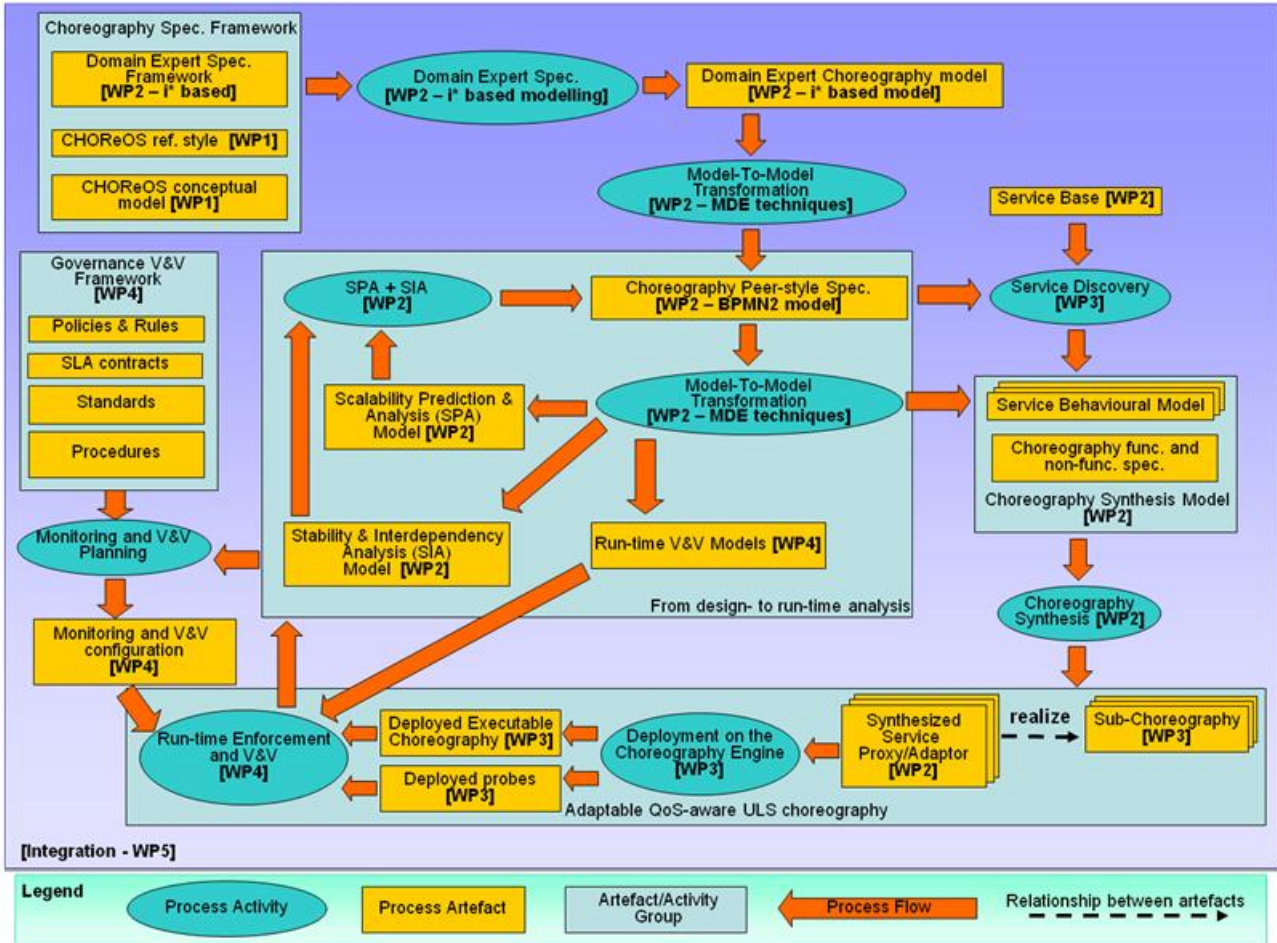 Choreography Spec. Framework
Domain Expert Spec.
Framework
[WP2 – i* based]
CHOReOS ref. style [WP1]
CHOReOS conceptual
model [WP1]
Domain Expert Spec.
[WP2 – i* based modelling]
Domain Expert Choreography model
[WP2 – i* based model]
Model-To-Model
Transformation
[WP2 – MDE techniques]
Service Base [WP2]
Governance V&V
Framework
[WP4]
Policies & Rules
SLA contracts
Standards
Procedures
SPA + SIA
[WP2]
Choreography Peer-style Spec.
[WP2 – BPMN2 model]
Service Discovery
[WP3]
Scalability Prediction &
Analysis (SPA)
Model [WP2]
Model-To-Model
Transformation
[WP2 – MDE techniques]
Service Behavioural Model
Choreography func. and
non-func. spec.
Choreography Synthesis Model
[WP2]
Monitoring and V&V
Planning
Stability & Interdependency
Analysis (SIA)
Model [WP2]
Run-time V&V Models [WP4]
From design- to run-time analysis
Choreography
Synthesis [WP2]
Monitoring and V&V
configuration
[WP4]
Run-time Enforcement
and V&V
[WP4]
Deployed Executable
Choreography [WP3]
Deployed probes
[WP3]
Deployment on the
Choreography Engine
[WP3]
Synthesized
Service
Proxy/Adaptor
[WP2]
realize
Sub-Choreography
[WP3]
Adaptable QoS-aware ULS choreography
[Integration - WP5]
Legend
Process Activity
Process Artefact
Artefact/Activity
Group
Process Flow
Relationship between artefacts